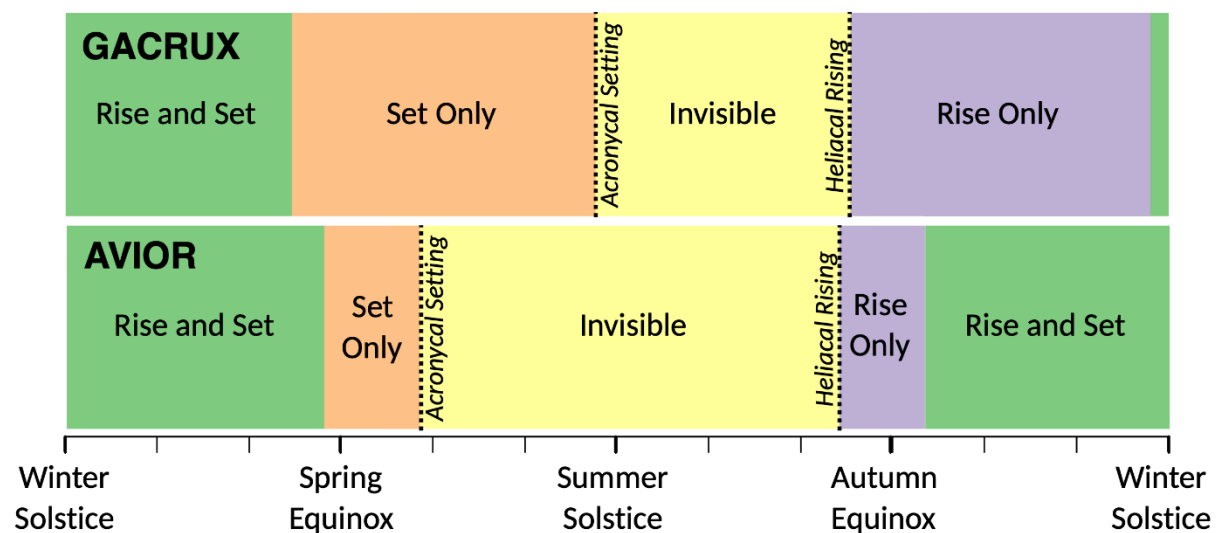 GACRUX
Rise and Set
Set Only
Acronycal Setting
Invisible
Heliacal Rising
Rise Only
AVIOR
Rise and Set
Set
Only
Acronycal Setting
Invisible
Heliacal Rising
Rise
Only
Rise and Set
Winter
Solstice
Spring
Equinox
Summer
Solstice
Autumn
Equinox
Winter
Solstice